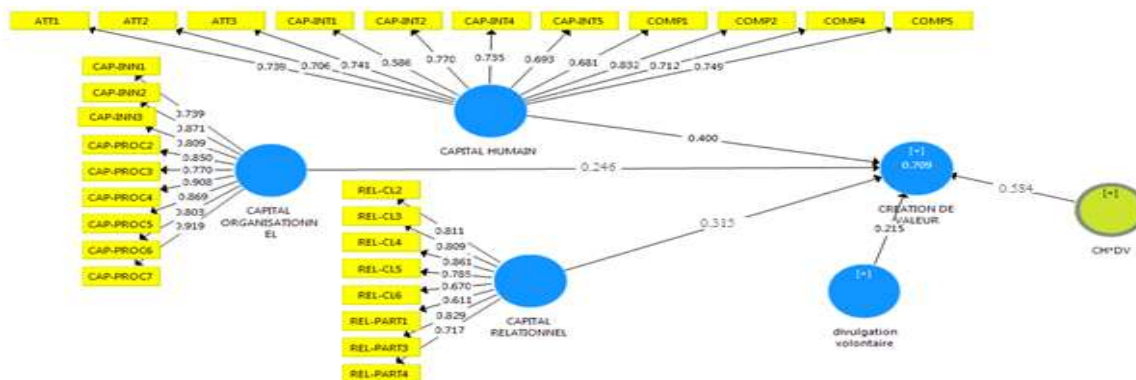 ATT1 ATT2 ATT3 CAP-INT1 CAP-INT2 CAP-INT4 CAP-INT5 COMP1 COMP2 COMP4 COMP5
0.739 0.706 0.741 0.586 0.770 0.735 0.693 0.681 0.832 0.712 0.749
CAPITAL HUMAIN
CAP-INN1
CAP-INN2
CAP-INN3
CAP-PROC2
CAP-PROC3
CAP-PROC4
CAP-PROC5
CAP-PROC6
CAP-PROC7
0.739
0.871
0.809
0.850
0.770
0.908
0.869
0.803
0.919
CAPITAL
ORGANISATIONN
EL
0.400
0.246
0.315
REL-CL2
REL-CL3
REL-CL4
REL-CL5
REL-CL6
REL-PART1
REL-PART3
REL-PART4
0.811
0.809
0.861
0.785
0.670
0.611
0.829
0.717
CAPITAL
RELATIONNEL
[+]
0.709
CREATION DE
VALEUR
0.215
[+]
divulgation
volontaire
0.554
[+]
CH*DV